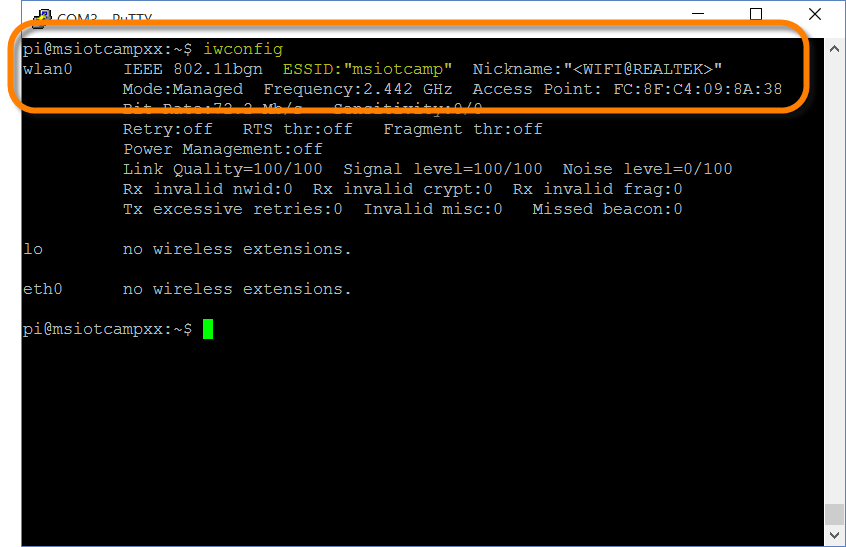 COM3 - PuTTY
pi@msiotcampxx:~$ iwconfig
wlan0     IEEE 802.11bgn  ESSID:"msiotcamp"  Nickname:"<WIFI@REALTEK>"
          Mode:Managed  Frequency:2.442 GHz  Access Point: FC:8F:C4:09:8A:38
          Bit Rate:72.2 Mb/s   Sensitivity:0/0
          Retry:off   RTS thr:off   Fragment thr:off
          Power Management:off
          Link Quality=100/100  Signal level=100/100  Noise level=0/100
          Rx invalid nwid:0  Rx invalid crypt:0  Rx invalid frag:0
          Tx excessive retries:0  Invalid misc:0   Missed beacon:0
lo        no wireless extensions.
eth0      no wireless extensions.
pi@msiotcampxx:~$